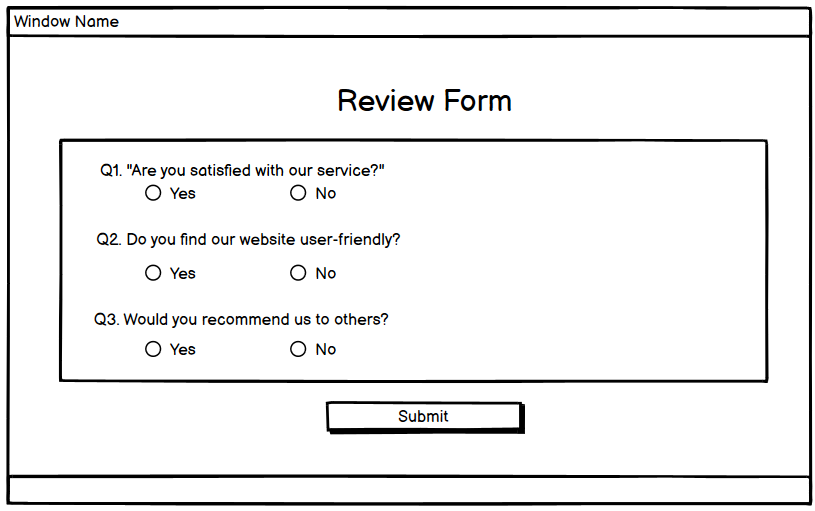 Window Name
Review Form
Q1. "Are you satisfied with our service?"
Yes No
Q2. Do you find our website user-friendly?
Yes No
Q3. Would you recommend us to others?
Yes No
Submit